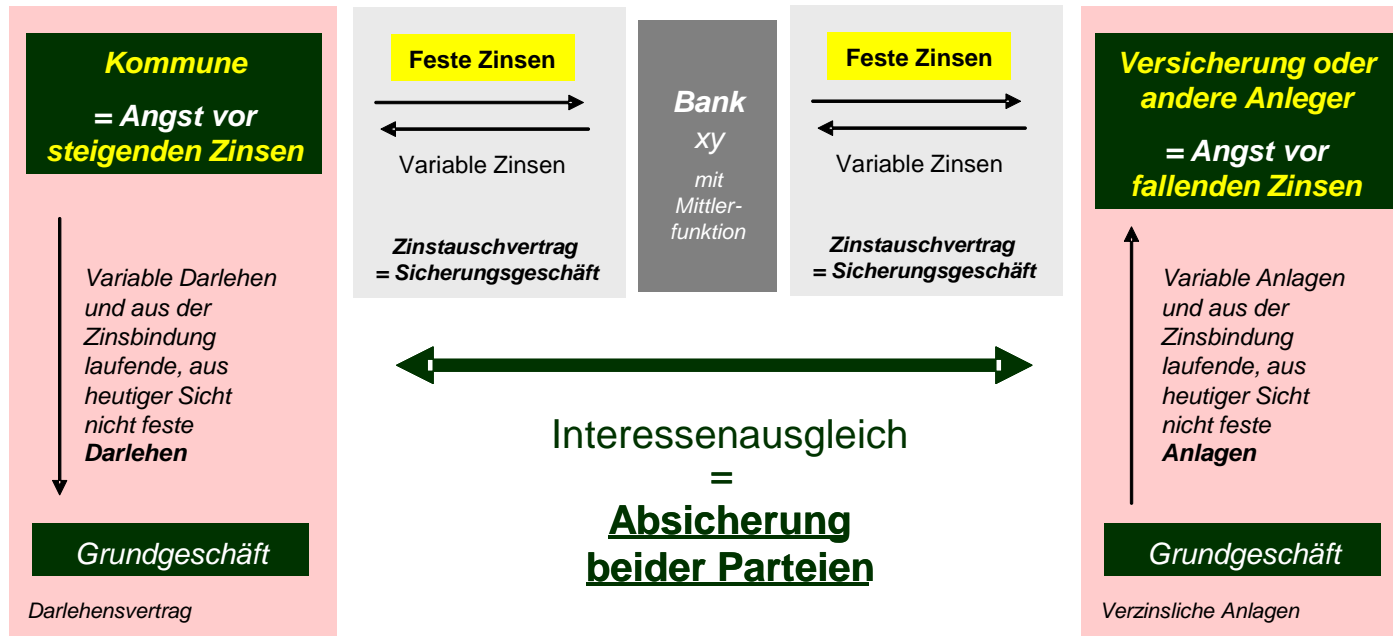 Kommune
= Angst vor
steigenden Zinsen
Variable Darlehen
und aus der
Zinsbindung
laufende, aus
heutiger Sicht
nicht feste
Darlehen
Grundgeschäft
Darlehensvertrag
Feste Zinsen
Variable Zinsen
Zinstauschvertrag
= Sicherungsgeschäft
Bank
xy
mit
Mittler-
funktion
Feste Zinsen
Variable Zinsen
Zinstauschvertrag
= Sicherungsgeschäft
Interessenausgleich
=
Absicherung
beider Parteien
Versicherung oder
andere Anleger
= Angst vor
fallenden Zinsen
Variable Anlagen
und aus der
Zinsbindung
laufende, aus
heutiger Sicht
nicht feste
Anlagen
Grundgeschäft
Verzinsliche Anlagen